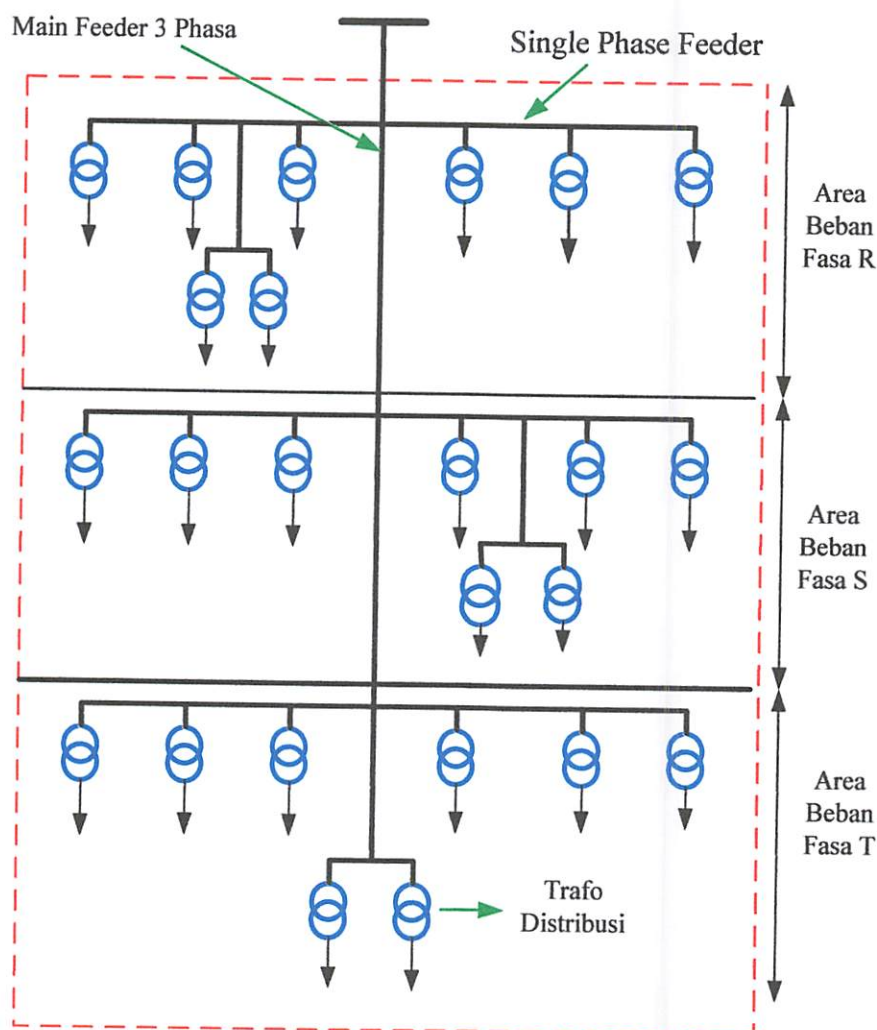 Main Feeder 3 Phasa
Single Phase Feeder
Area
Beban
Fasa R
Area
Beban
Fasa S
Area
Beban
Fasa T
Trafo
Distribusi